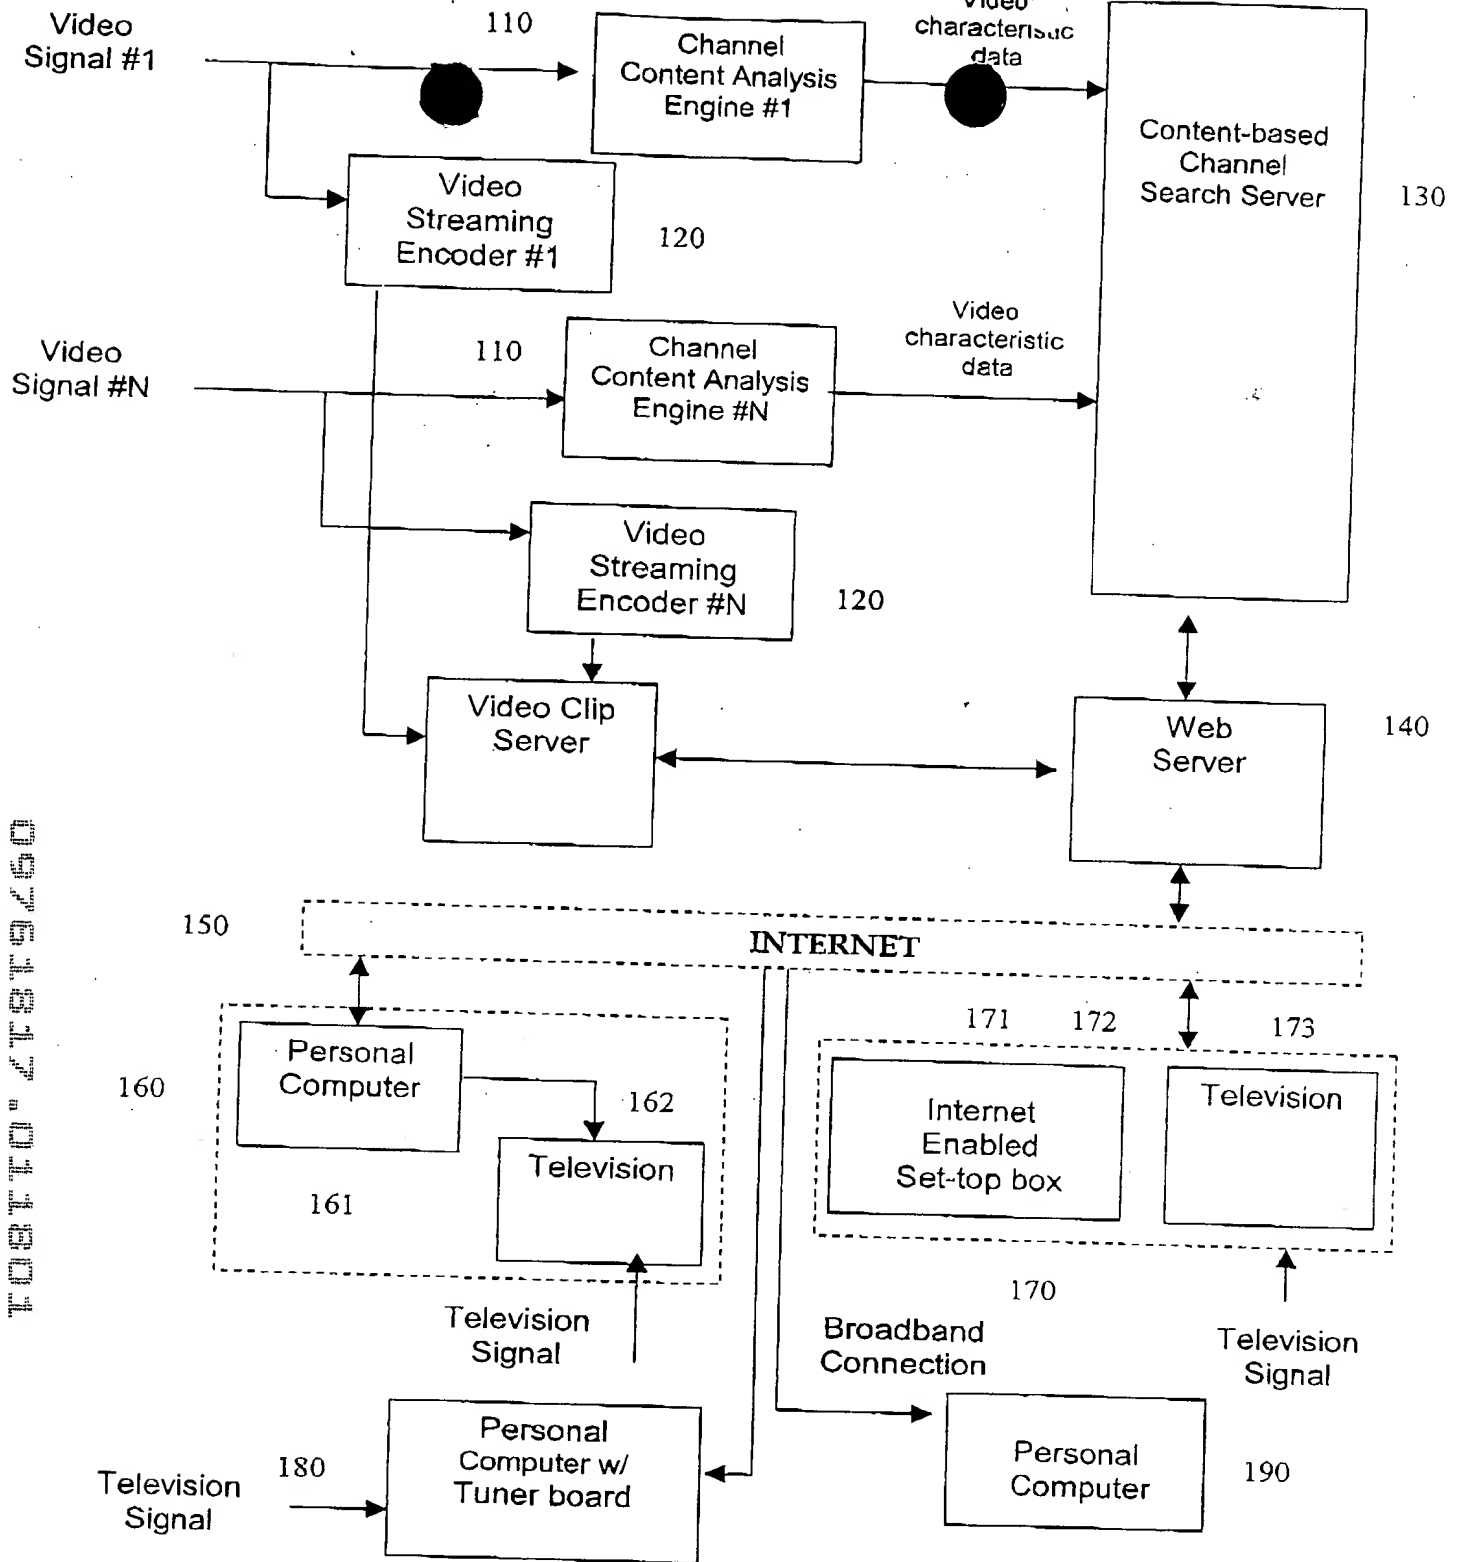 Video
Signal #1
110
Channel
Content Analysis
Engine #1
Video
characteristic
data
Content-based
Channel
Search Server
130
Video
Streaming
Encoder #1
120
Video
Signal #N
110
Channel
Content Analysis
Engine #N
Video
characteristic
data
Video
Streaming
Encoder #N
120
Video Clip
Server
Web
Server
140
150
INTERNET
160
Personal
Computer
162
Television
161
171
172
173
Internet
Enabled
Set-top box
Television
170
Television
Signal
Broadband
Connection
Television
Signal
Television
Signal
180
Personal
Computer w/
Tuner board
Personal
Computer
190